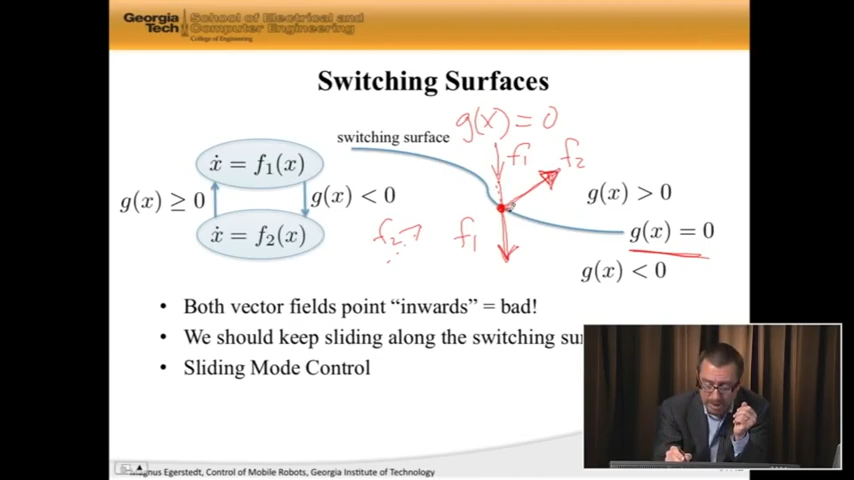 Georgia Tech
School of Electrical and Computer Engineering
College of Engineering
Switching Surfaces
g(x) = 0
switching surface
f₁
f₂
ẋ = f₁(x)
g(x) ≥ 0
g(x) < 0
g(x) > 0
f₂
f₁
ẋ = f₂(x)
g(x) = 0
g(x) < 0
• Both vector fields point “inwards” = bad!
• We should keep sliding along the switching
• Sliding Mode Control
Magnus Egerstedt, Control of Mobile Robots, Georgia Institute of Technology